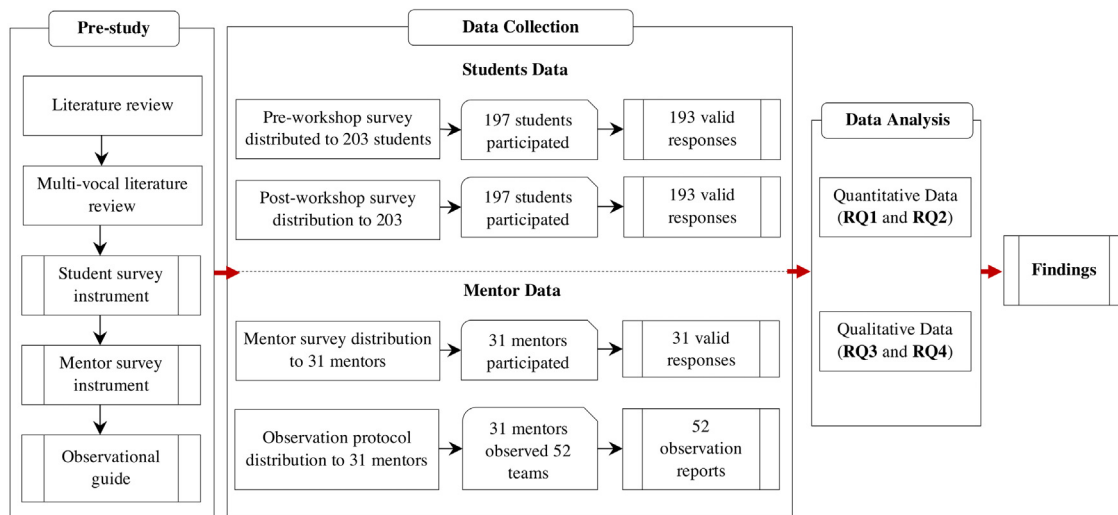 Pre-study
Literature review
Multi-vocal literature
review
Student survey
instrument
Mentor survey
instrument
Observational
guide
Data Collection
Students Data
Pre-workshop survey
distributed to 203 students
197 students
participated
193 valid
responses
Post-workshop survey
distribution to 203
197 students
participated
193 valid
responses
Mentor Data
Mentor survey distribution
to 31 mentors
31 mentors
participated
31 valid
responses
Observation protocol
distribution to 31 mentors
31 mentors
observed 52
teams
52
observation
reports
Data Analysis
Quantitative Data
(RQ1 and RQ2)
Qualitative Data
(RQ3 and RQ4)
Findings